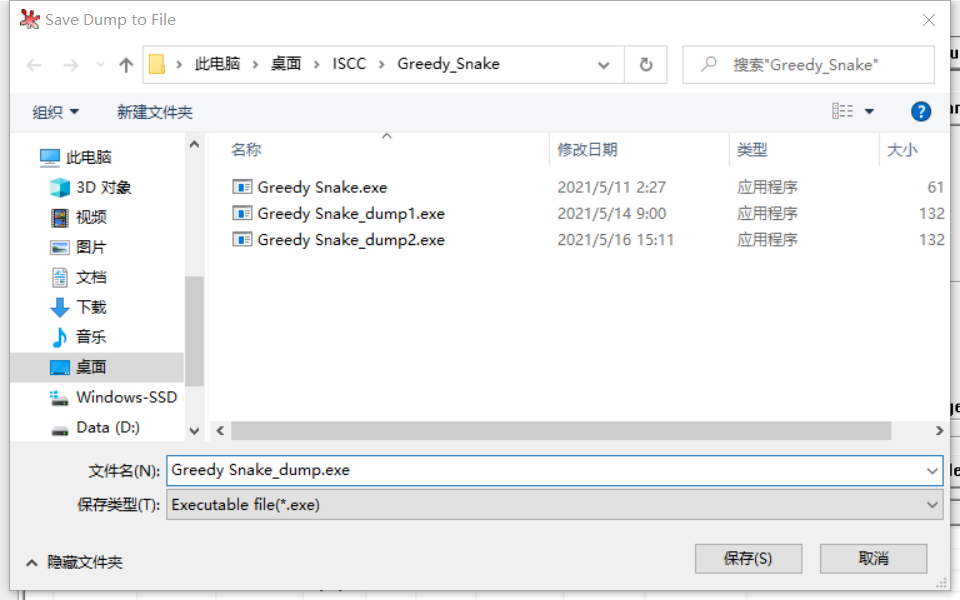 Save Dump to File
此电脑 › 桌面 › ISCC › Greedy_Snake
搜索"Greedy_Snake"
组织
新建文件夹
此电脑
3D 对象
视频
图片
文档
下载
音乐
桌面
Windows-SSD
Data (D:)
名称 修改日期 类型 大小
Greedy Snake.exe 2021/5/11 2:27 应用程序 61
Greedy Snake_dump1.exe 2021/5/14 9:00 应用程序 132
Greedy Snake_dump2.exe 2021/5/16 15:11 应用程序 132
文件名(N): Greedy Snake_dump.exe
保存类型(T): Executable file(*.exe)
隐藏文件夹
保存(S)
取消